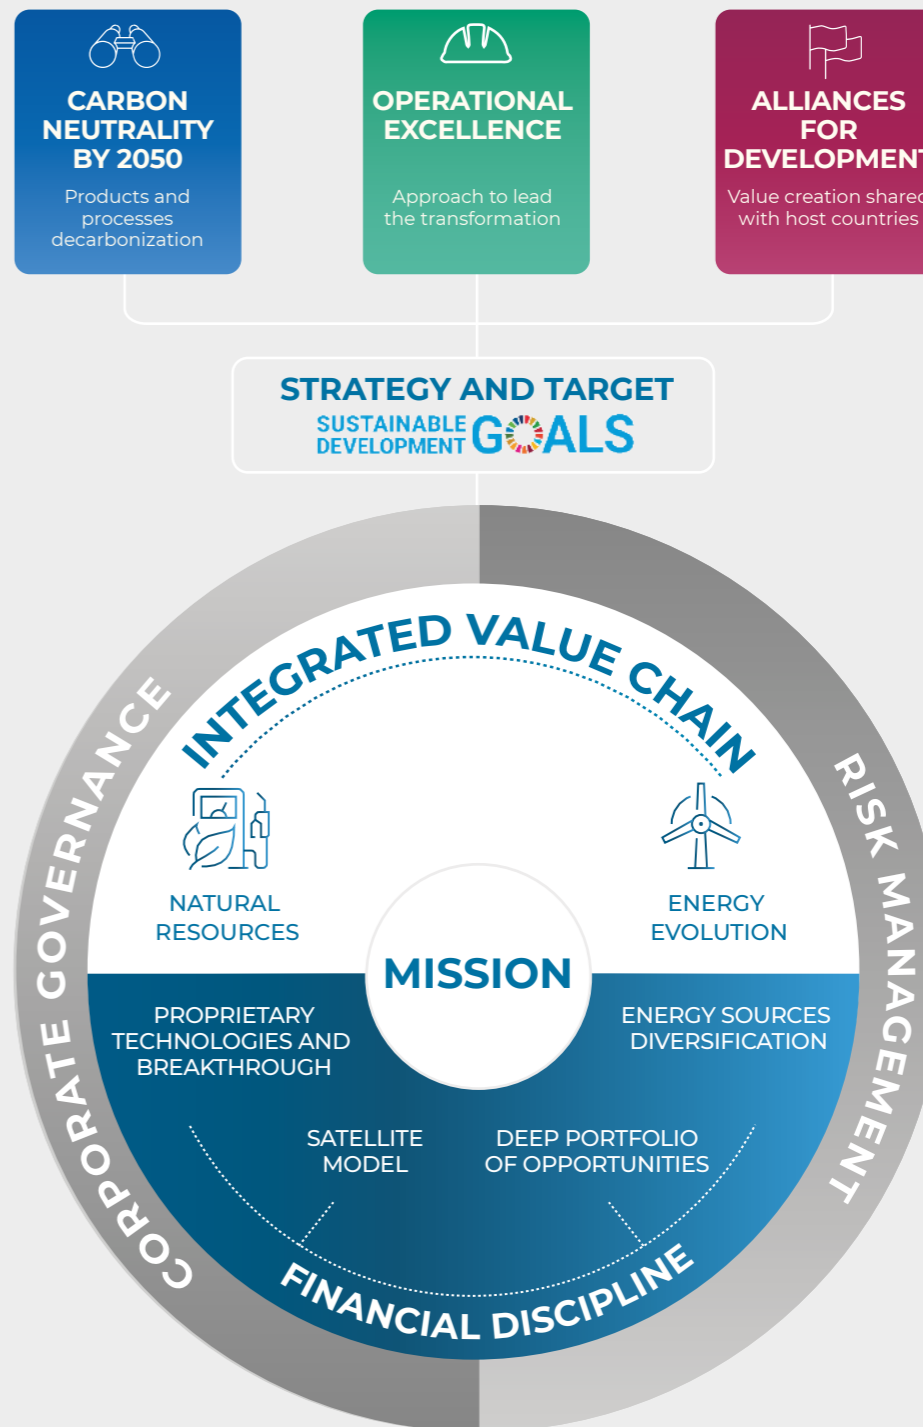 CARBON
NEUTRALITY
BY 2050
Products and
processes
decarbonization
OPERATIONAL
EXCELLENCE
Approach to lead
the transformation
ALLIANCES
FOR
DEVELOPMENT
Value creation shared
with host countries
STRATEGY AND TARGET
SUSTAINABLE
DEVELOPMENT
GOALS
CORPORATE GOVERNANCE
RISK MANAGEMENT
INTEGRATED VALUE CHAIN
NATURAL
RESOURCES
ENERGY
EVOLUTION
MISSION
PROPRIETARY
TECHNOLOGIES AND
BREAKTHROUGH
ENERGY SOURCES
DIVERSIFICATION
SATELLITE
MODEL
DEEP PORTFOLIO
OF OPPORTUNITIES
FINANCIAL DISCIPLINE